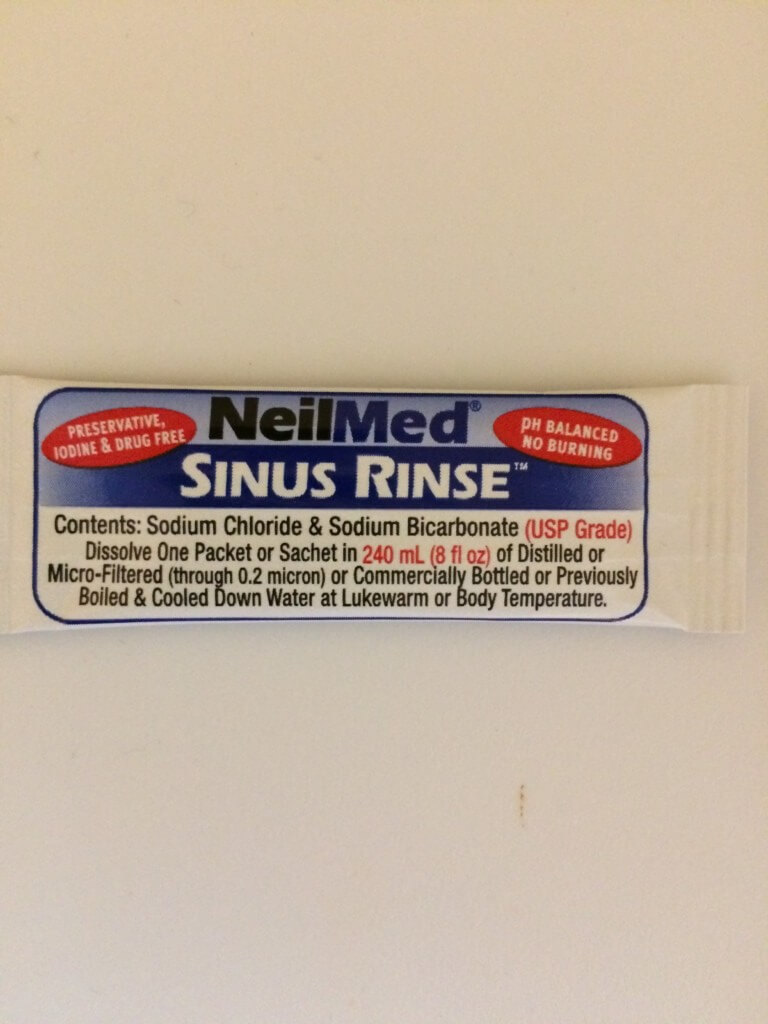 PRESERVATIVE,
IODINE & DRUG FREE
NeilMed®
pH BALANCED
NO BURNING
SINUS RINSE™
Contents: Sodium Chloride & Sodium Bicarbonate (USP Grade)
Dissolve One Packet or Sachet in 240 mL (8 fl oz) of Distilled or
Micro-Filtered (through 0.2 micron) or Commercially Bottled or Previously
Boiled & Cooled Down Water at Lukewarm or Body Temperature.